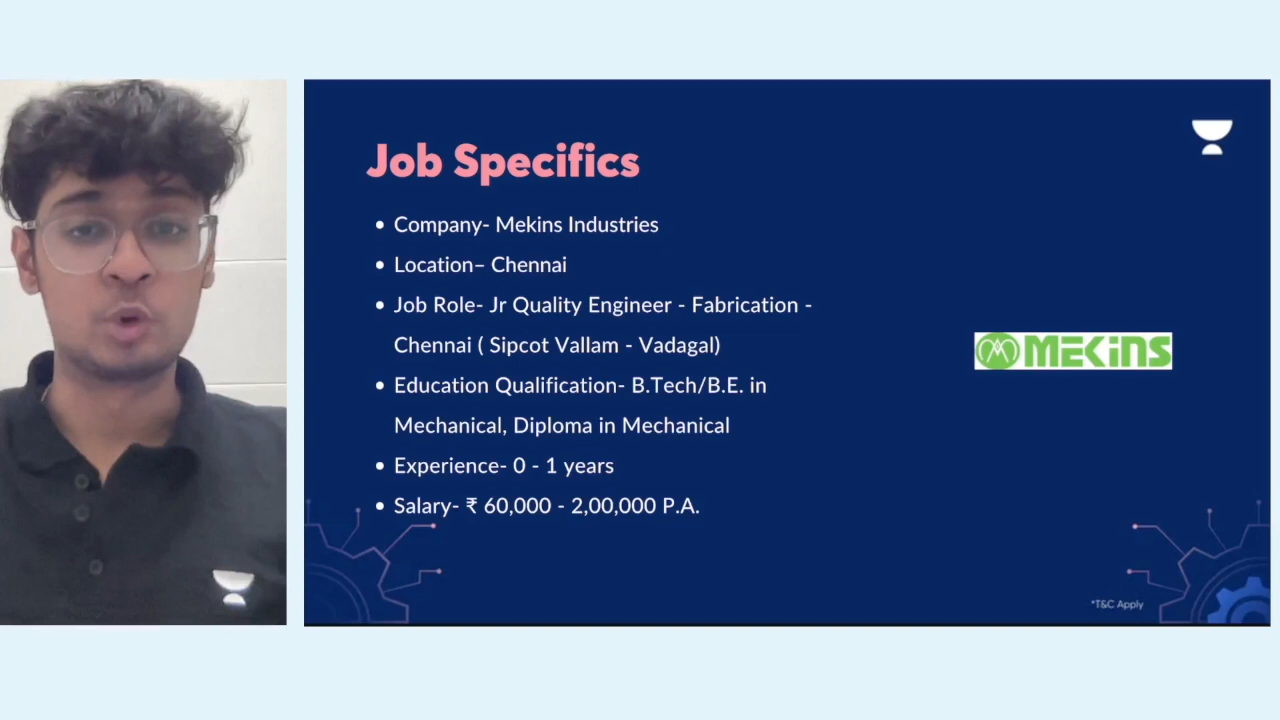 Job Specifics
Company- Mekins Industries
Location– Chennai
Job Role- Jr Quality Engineer - Fabrication -
Chennai ( Sipcot Vallam - Vadagal)
Education Qualification- B.Tech/B.E. in
Mechanical, Diploma in Mechanical
Experience- 0 - 1 years
Salary- ₹ 60,000 - 2,00,000 P.A.
MEKiNS
*T&C Apply